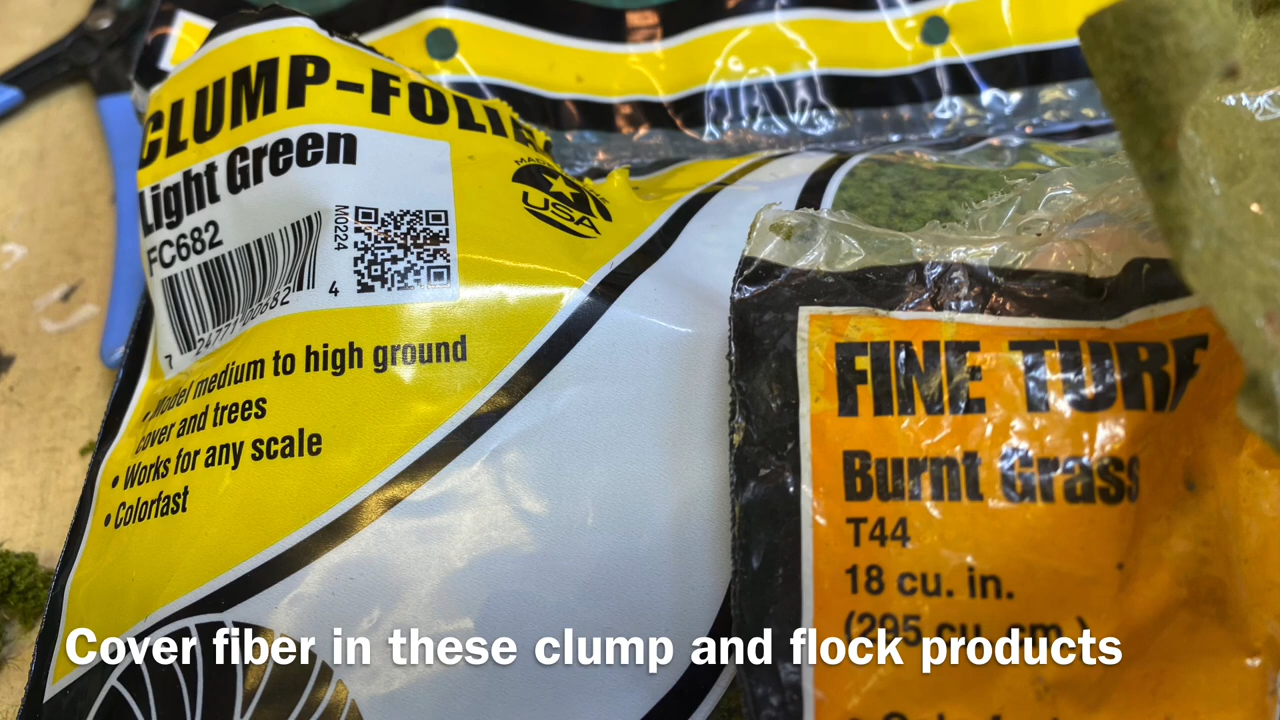 CLUMP-FOLIA
Light Green
FC682
M0224
4
7 24771 00682
MADE
USA
• Model medium to high ground
cover and trees
• Works for any scale
• Colorfast
FINE TURF
Burnt Grass
T44
18 cu. in.
(295 cu. cm.)
Cover fiber in these clump and flock products